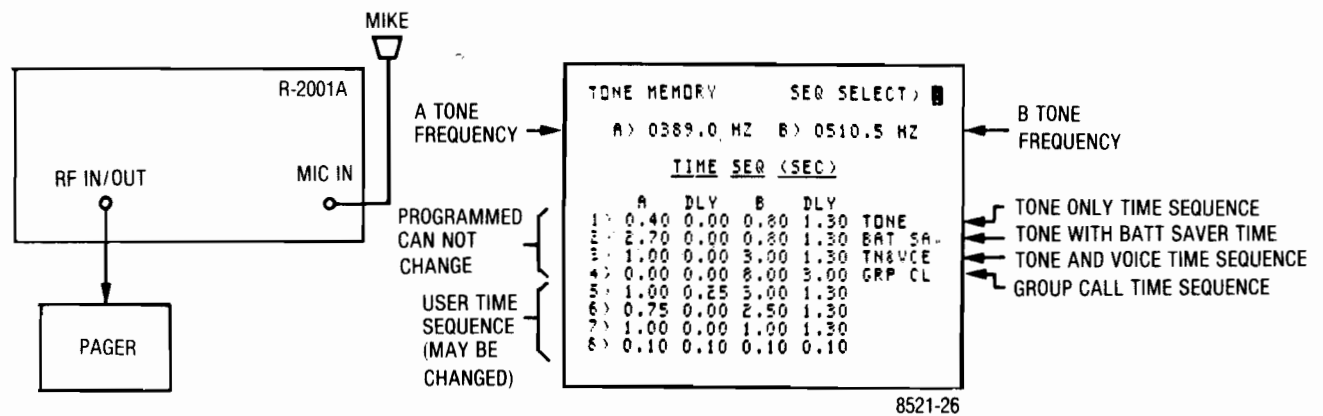 MIKE
R-2001A
RF IN/OUT
MIC IN
PAGER
A TONE
FREQUENCY
PROGRAMMED
CAN NOT
CHANGE
USER TIME
SEQUENCE
(MAY BE
CHANGED)
TONE MEMORY SEQ SELECT>
A> 0389.0 HZ B> 0510.5 HZ
TIME SEQ (SEC)
A DLY B DLY
1> 0.40 0.00 0.80 1.30 TONE
2> 2.70 0.00 0.80 1.30 BAT SA
3> 1.00 0.00 3.00 1.30 TN&VCE
4> 0.00 0.00 8.00 3.00 GRP CL
5> 1.00 0.25 3.00 1.30
6> 0.75 0.00 2.50 1.30
7> 1.00 0.00 1.00 1.30
8> 0.10 0.10 0.10 0.10
B TONE
FREQUENCY
TONE ONLY TIME SEQUENCE
TONE WITH BATT SAVER TIME
TONE AND VOICE TIME SEQUENCE
GROUP CALL TIME SEQUENCE
8521-26